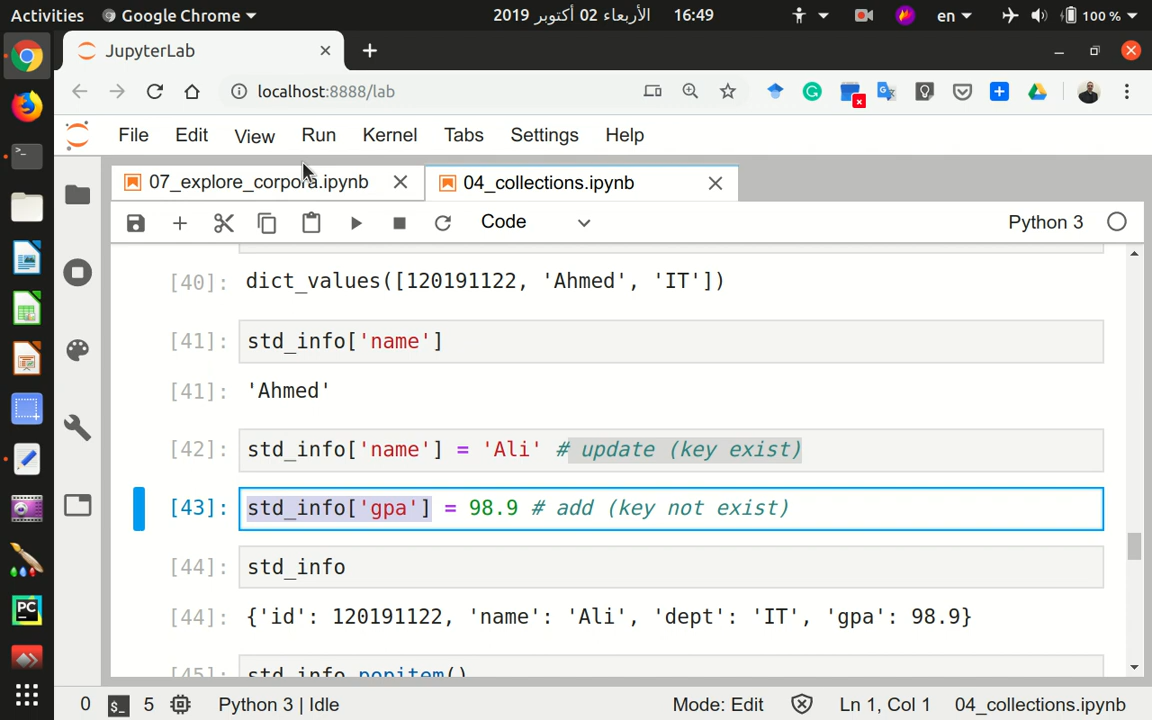 Activities Google Chrome الأربعاء 02 أكتوبر 2019 16:49 en 100 %
JupyterLab
localhost:8888/lab
File Edit View Run Kernel Tabs Settings Help
07_explore_corpora.ipynb 04_collections.ipynb
Code Python 3
[40]: dict_values([120191122, 'Ahmed', 'IT'])
[41]: std_info['name']
[41]: 'Ahmed'
[42]: std_info['name'] = 'Ali' # update (key exist)
[43]: std_info['gpa'] = 98.9 # add (key not exist)
[44]: std_info
[44]: {'id': 120191122, 'name': 'Ali', 'dept': 'IT', 'gpa': 98.9}
[45]: std_info.popitem()
0 $_ 5 Python 3 | Idle Mode: Edit Ln 1, Col 1 04_collections.ipynb